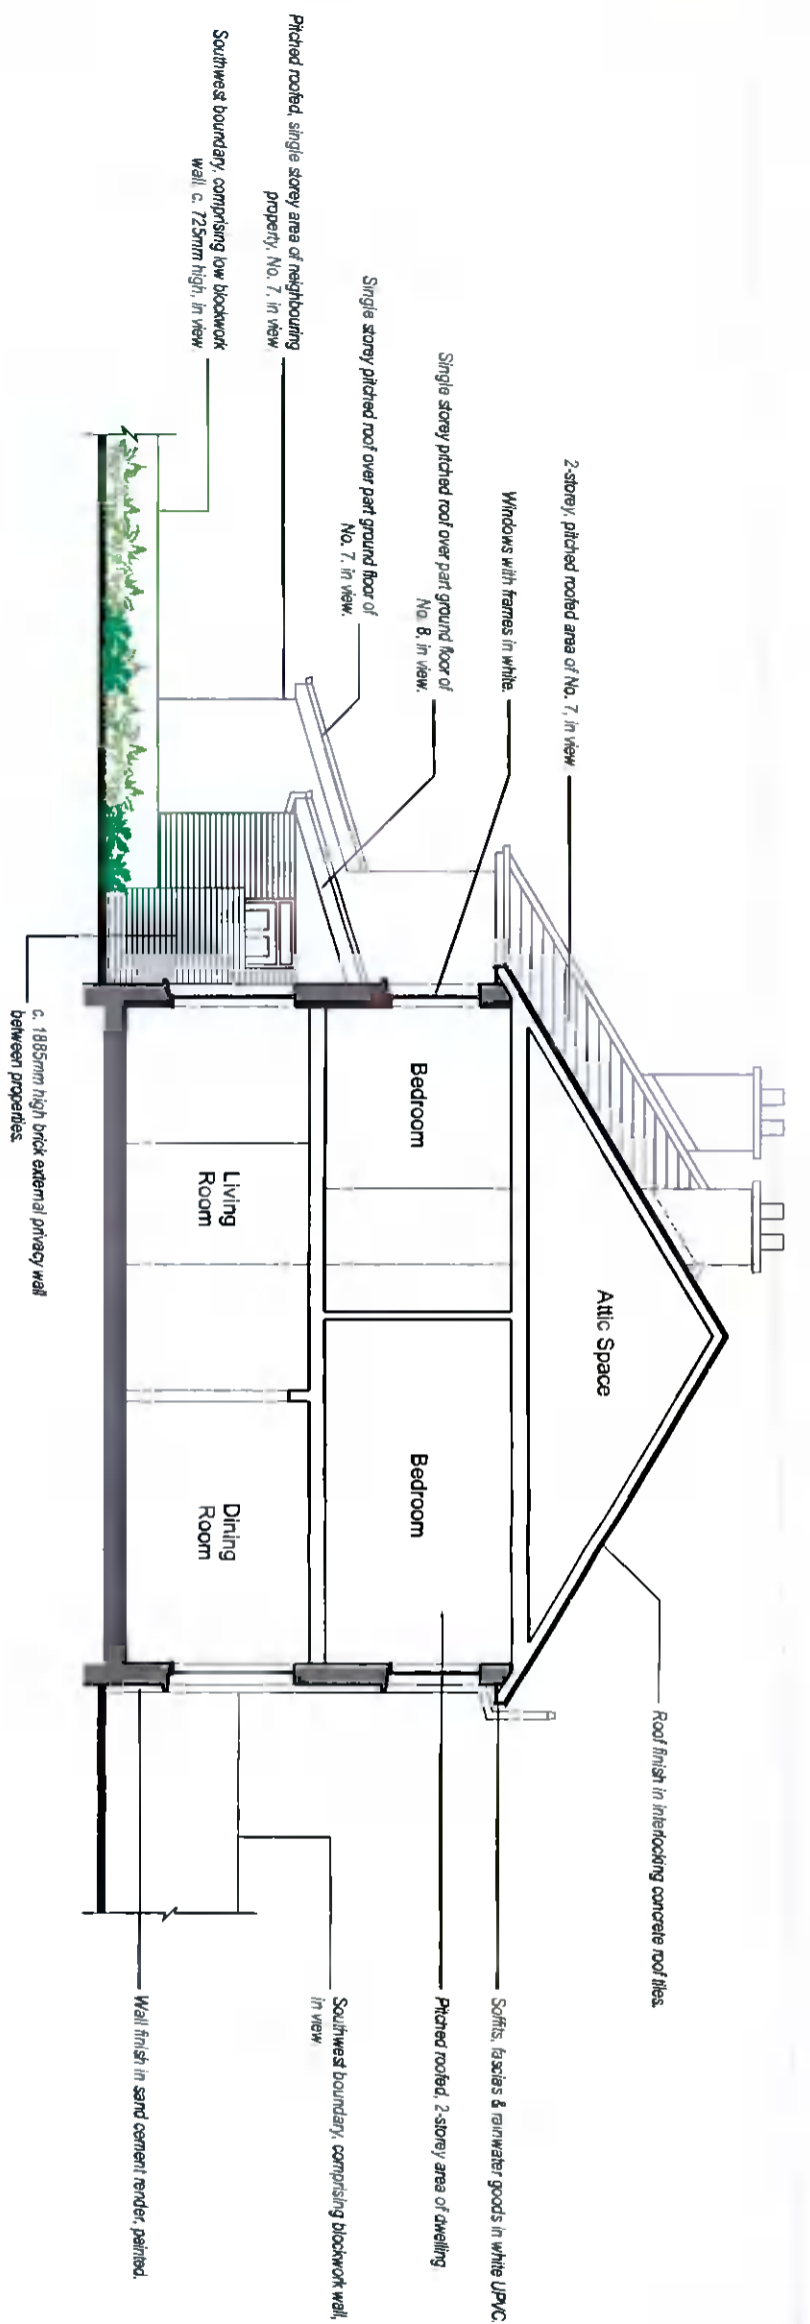 Pitched roofed, single storey area of neighbouring
property, No. 7, in view.
Southwest boundary, comprising low blockwork
wall, c. 725mm high, in view.
Single storey pitched roof over part ground floor of
No. 7, in view.
Single storey pitched roof over part ground floor of
No. 8, in view.
Windows with frames in white.
2-storey, pitched roofed area of No. 7, in view.
c. 1885mm high brick external privacy wall
between properties.
Bedroom
Living
Room
Attic Space
Bedroom
Dining
Room
Roof finish in interlocking concrete roof tiles.
Soffits, fascias & rainwater goods in white UPVC.
Pitched roofed, 2-storey area of dwelling.
Southwest boundary, comprising blockwork wall,
in view.
Wall finish in sand cement render, painted.